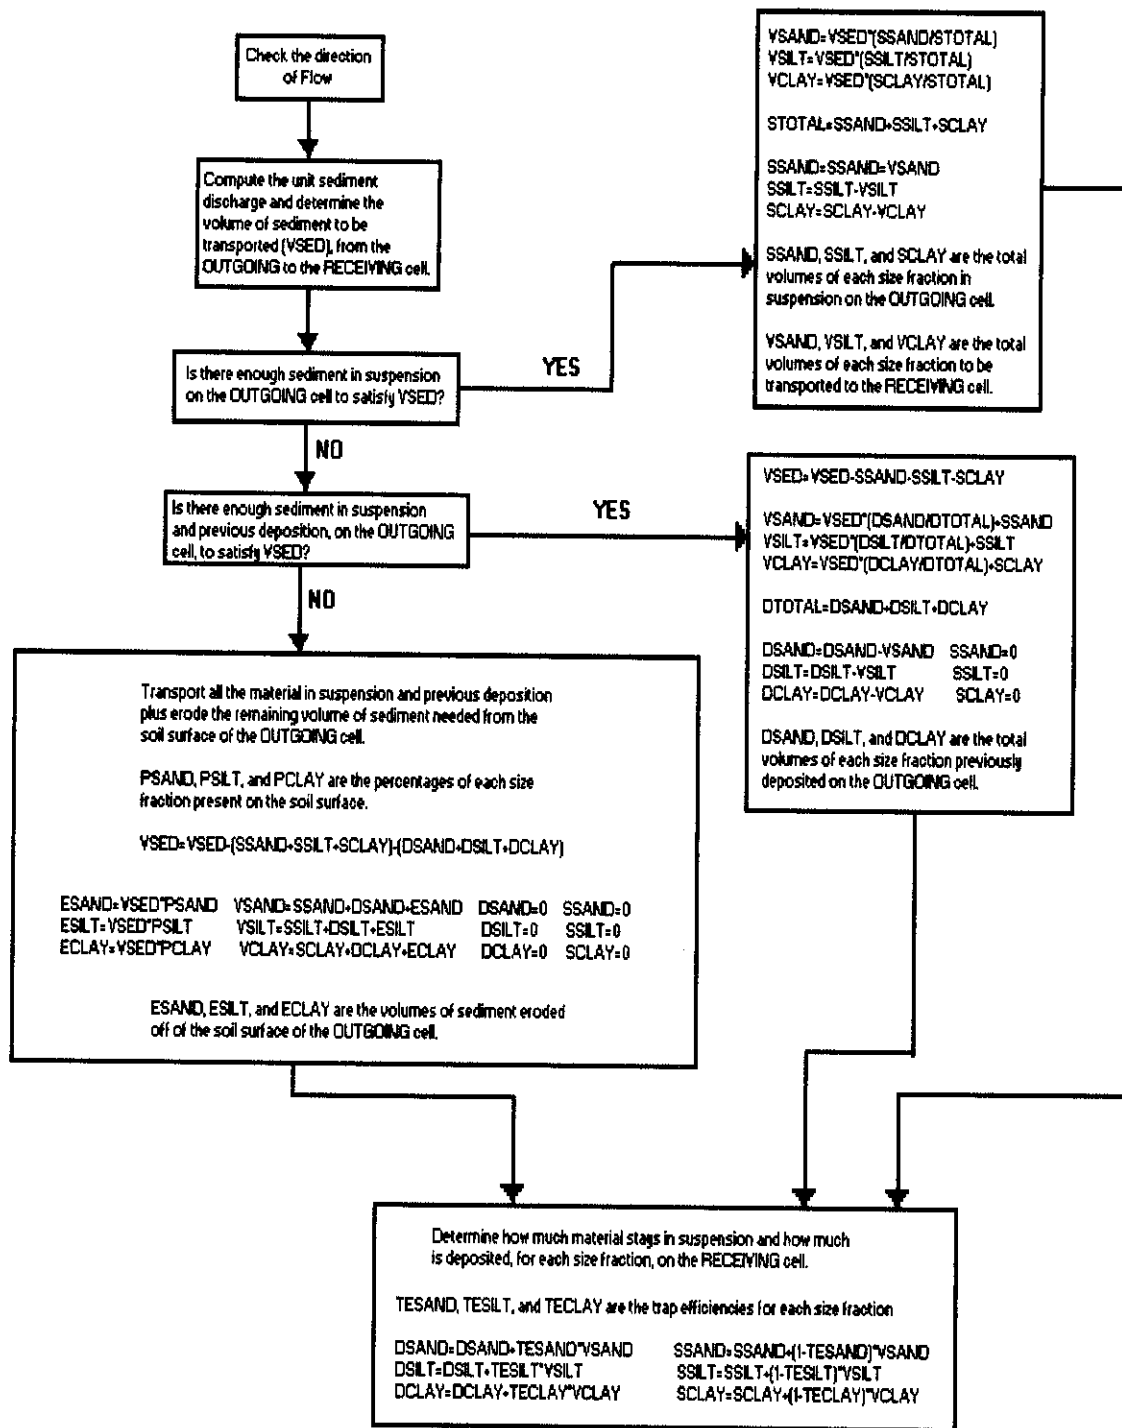 Check the direction
of Flow
Compute the unit sediment
discharge and determine the
volume of sediment to be
transported (VSED), from the
OUTGOING to the RECEIVING cell.
Is there enough sediment in suspension
on the OUTGOING cell to satisfy VSED?
YES
VSAND=VSED*(SSAND/STOTAL)
VSILT=VSED*(SSILT/STOTAL)
VCLAY=VSED*(SCLAY/STOTAL)
STOTAL=SSAND+SSILT+SCLAY
SSAND=SSAND=VSAND
SSILT=SSILT-VSILT
SCLAY=SCLAY-VCLAY
SSAND, SSILT, and SCLAY are the total
volumes of each size fraction in
suspension on the OUTGOING cell.
VSAND, VSILT, and VCLAY are the total
volumes of each size fraction to be
transported to the RECEIVING cell.
NO
Is there enough sediment in suspension
and previous deposition, on the OUTGOING
cell, to satisfy VSED?
YES
VSED=VSED-SSAND-SSILT-SCLAY
VSAND=VSED*(DSAND/DTOTAL)+SSAND
VSILT=VSED*(DSILT/DTOTAL)+SSILT
VCLAY=VSED*(DCLAY/DTOTAL)+SCLAY
DTOTAL=DSAND+DSILT+DCLAY
DSAND=DSAND-VSAND SSAND=0
DSILT=DSILT-VSILT SSILT=0
DCLAY=DCLAY-VCLAY SCLAY=0
DSAND, DSILT, and DCLAY are the total
volumes of each size fraction previously
deposited on the OUTGOING cell.
NO
Transport all the material in suspension and previous deposition
plus erode the remaining volume of sediment needed from the
soil surface of the OUTGOING cell.
PSAND, PSILT, and PCLAY are the percentages of each size
fraction present on the soil surface.
VSED=VSED-(SSAND+SSILT+SCLAY)-(DSAND+DSILT+DCLAY)
ESAND=VSED*PSAND VSAND=SSAND+DSAND+ESAND DSAND=0 SSAND=0
ESILT=VSED*PSILT VSILT=SSILT+DSILT+ESILT DSILT=0 SSILT=0
ECLAY=VSED*PCLAY VCLAY=SCLAY+DCLAY+ECLAY DCLAY=0 SCLAY=0
ESAND, ESILT, and ECLAY are the volumes of sediment eroded
off of the soil surface of the OUTGOING cell.
Determine how much material stays in suspension and how much
is deposited, for each size fraction, on the RECEIVING cell.
TESAND, TESILT, and TECLAY are the trap efficiencies for each size fraction
DSAND=DSAND+TESAND*VSAND SSAND=SSAND+(1-TESAND)*VSAND
DSILT=DSILT+TESILT*VSILT SSILT=SSILT+(1-TESILT)*VSILT
DCLAY=DCLAY+TECLAY*VCLAY SCLAY=SCLAY+(1-TECLAY)*VCLAY